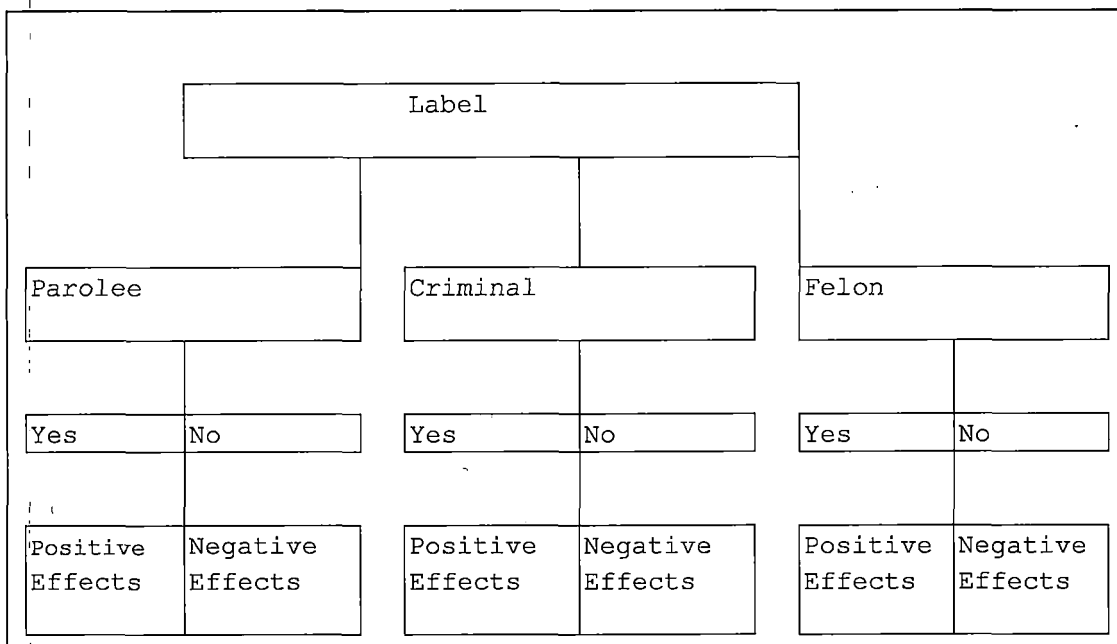 Label
Parolee Criminal Felon
Yes No Yes No Yes No
Positive Negative Positive Negative Positive Negative
Effects Effects Effects Effects Effects Effects